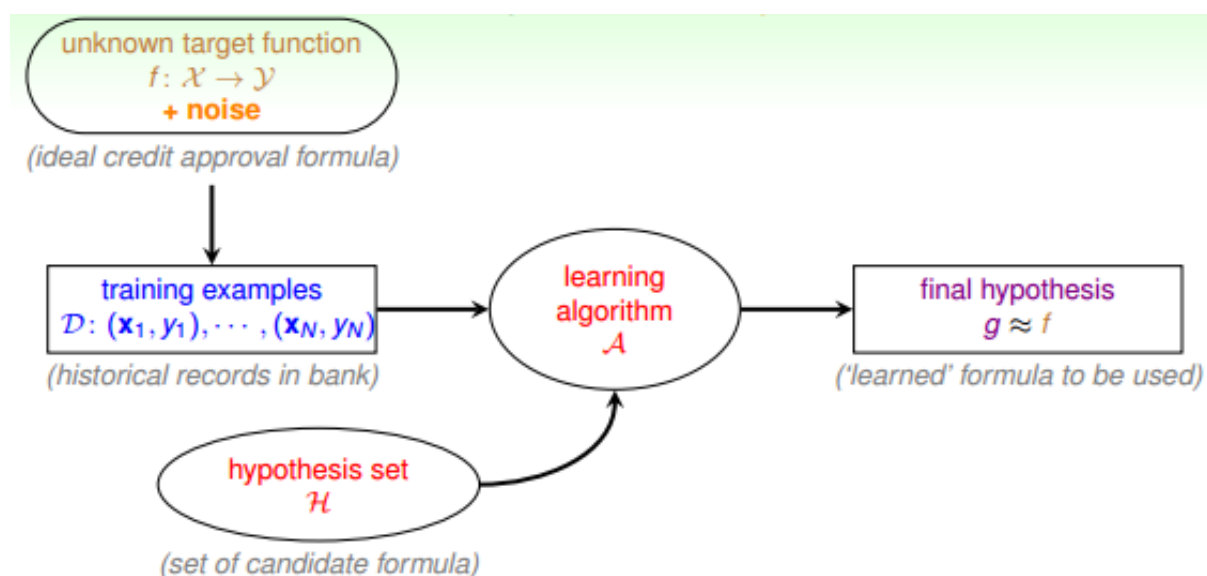 unknown target function
f: 𝒳 → 𝒴
+ noise
(ideal credit approval formula)
training examples
𝒟: (x₁, y₁), ⋯ , (x_N, y_N)
(historical records in bank)
learning
algorithm
𝒜
final hypothesis
g ≈ f
(‘learned’ formula to be used)
hypothesis set
ℋ
(set of candidate formula)